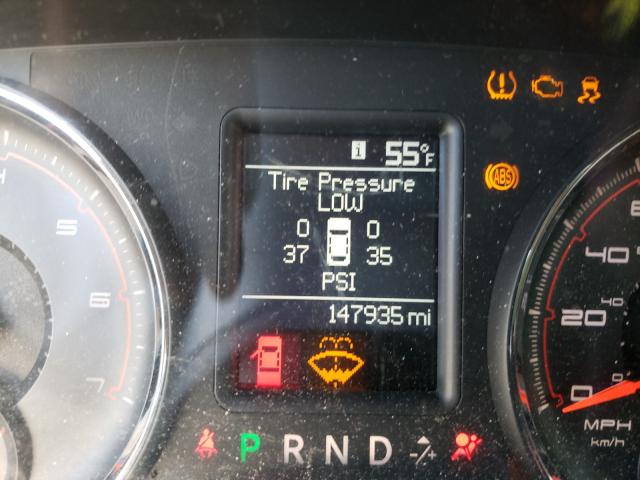 i 55°F
Tire Pressure
LOW
0 0
37 35
PSI
147935 mi
ABS
5
6
7
40
20
0
MPH
km/h
P R N D -/+